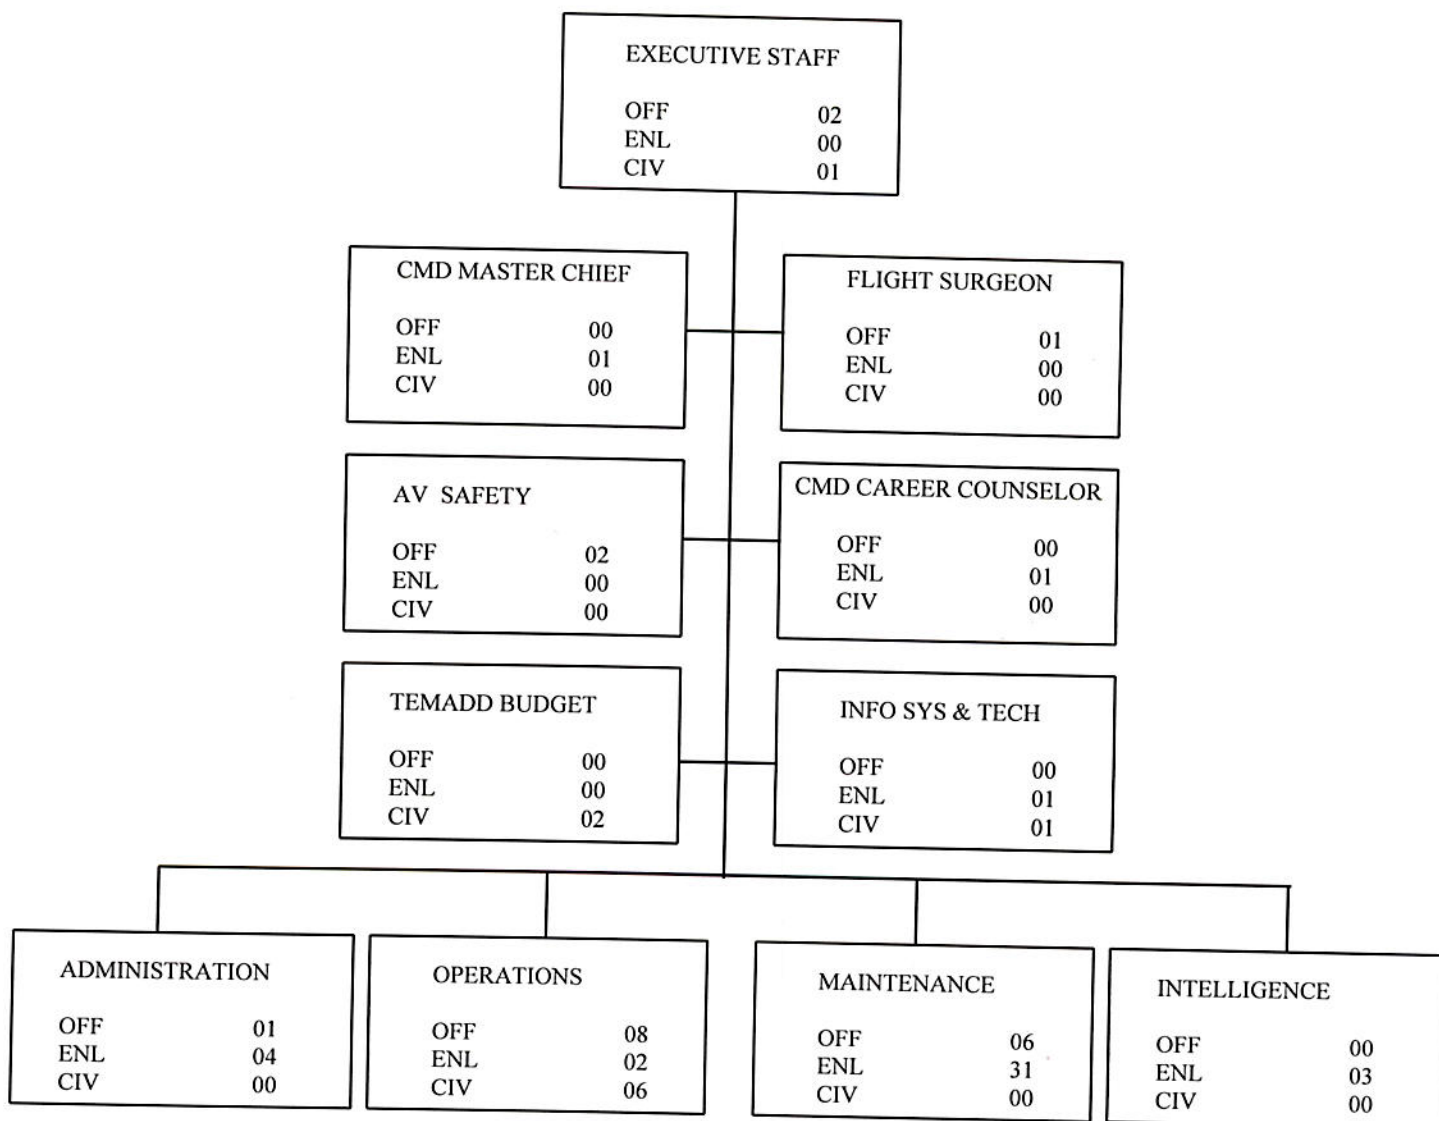 EXECUTIVE STAFF
OFF 02
ENL 00
CIV 01
CMD MASTER CHIEF
OFF 00
ENL 01
CIV 00
FLIGHT SURGEON
OFF 01
ENL 00
CIV 00
AV SAFETY
OFF 02
ENL 00
CIV 00
CMD CAREER COUNSELOR
OFF 00
ENL 01
CIV 00
TEMADD BUDGET
OFF 00
ENL 00
CIV 02
INFO SYS & TECH
OFF 00
ENL 01
CIV 01
ADMINISTRATION
OFF 01
ENL 04
CIV 00
OPERATIONS
OFF 08
ENL 02
CIV 06
MAINTENANCE
OFF 06
ENL 31
CIV 00
INTELLIGENCE
OFF 00
ENL 03
CIV 00